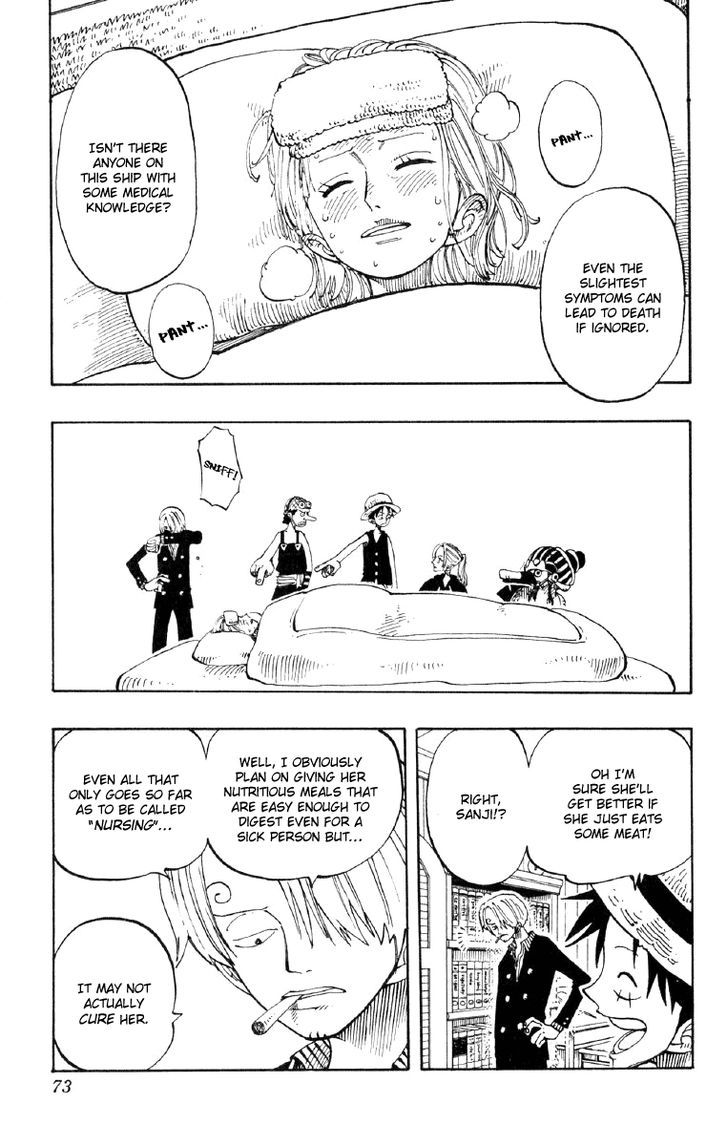 ISN'T THERE
ANYONE ON
THIS SHIP WITH
SOME MEDICAL
KNOWLEDGE?
PANT...
EVEN THE
SLIGHTEST
SYMPTOMS CAN
LEAD TO DEATH
IF IGNORED.
PANT...
SNIFF!
OH I'M
SURE SHE'LL
GET BETTER IF
SHE JUST EATS
SOME MEAT!
RIGHT,
SANJI!?
WELL, I OBVIOUSLY
PLAN ON GIVING HER
NUTRITIOUS MEALS THAT
ARE EASY ENOUGH TO
DIGEST EVEN FOR A
SICK PERSON BUT...
EVEN ALL THAT
ONLY GOES SO FAR
AS TO BE CALLED
"NURSING"...
IT MAY NOT
ACTUALLY
CURE HER.
73